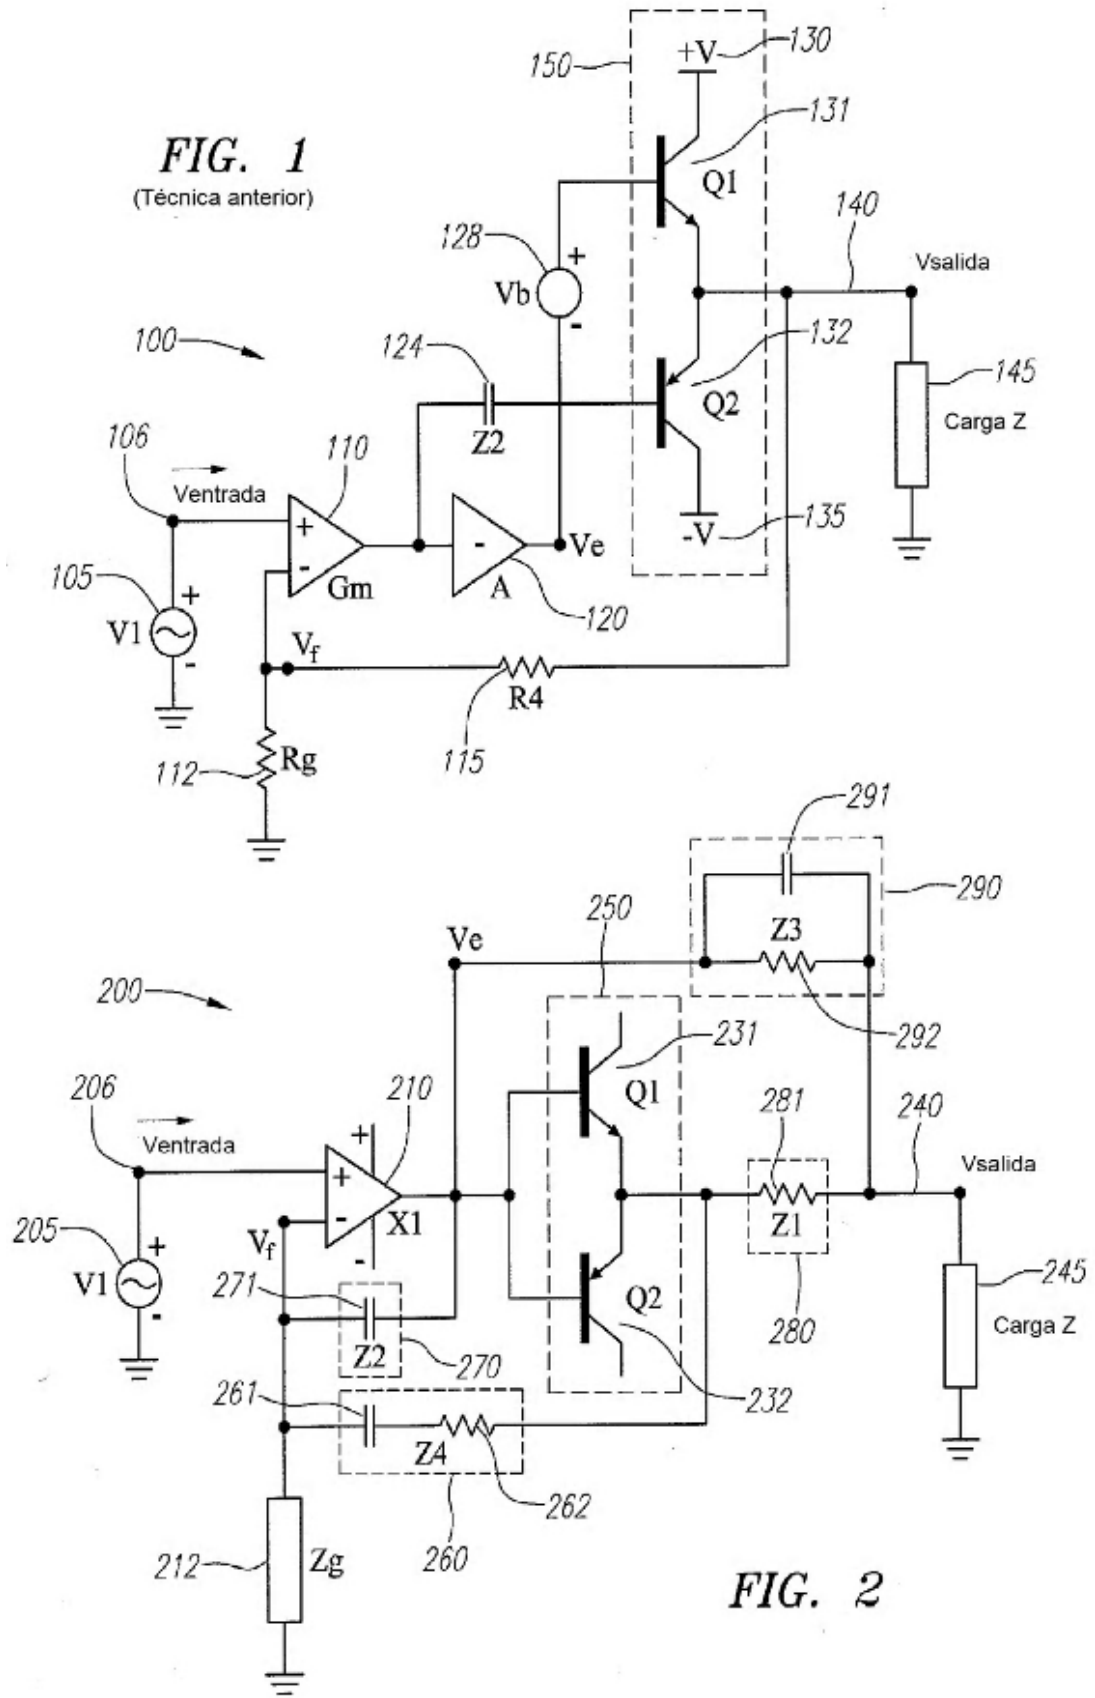 150
+V
130
131
FIG. 1
(Técnica anterior)
Q1
128
+
Vb
-
140
Vsalida
100
124
132
Q2
145
Carga Z
Z2
106
Ventrada
110
+
-
Gm
-
A
Ve
120
-V
135
105
V1
+
-
Vf
R4
115
112
Rg
291
290
Z3
292
250
Ve
200
231
Q1
206
Ventrada
210
+
+
-
X1
-
281
Z1
280
240
Vsalida
205
V1
+
-
Vf
271
Z2
270
Q2
232
245
Carga Z
261
Z4
262
260
212
Zg
FIG. 2